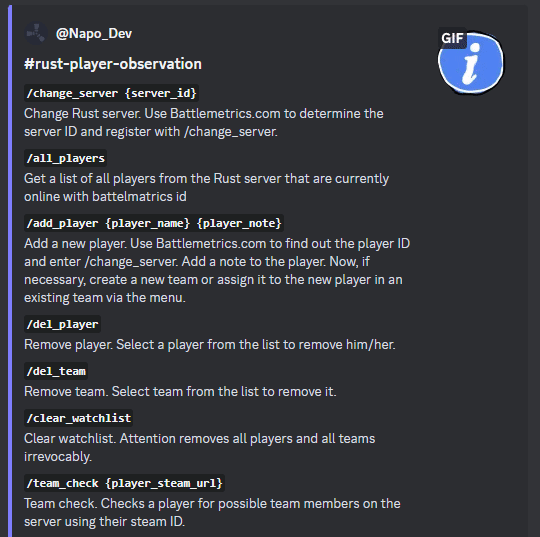 @Napo_Dev
GIF
i
#rust-player-observation
/change_server {server_id}
Change Rust server. Use Battlemetrics.com to determine the
server ID and register with /change_server.
/all_players
Get a list of all players from the Rust server that are currently
online with battelmatrics id
/add_player {player_name} {player_note}
Add a new player. Use Battlemetrics.com to find out the player ID
and enter /change_server. Add a note to the player. Now, if
necessary, create a new team or assign it to the new player in an
existing team via the menu.
/del_player
Remove player. Select a player from the list to remove him/her.
/del_team
Remove team. Select team from the list to remove it.
/clear_watchlist
Clear watchlist. Attention removes all players and all teams
irrevocably.
/team_check {player_steam_url}
Team check. Checks a player for possible team members on the
server using their steam ID.